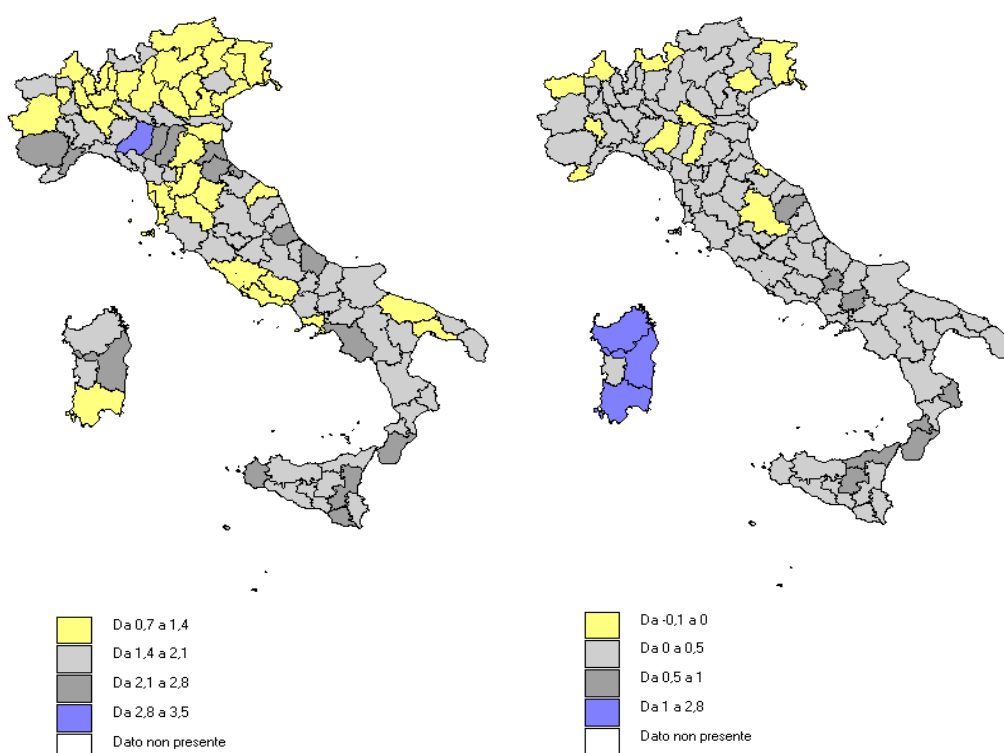 Da 0,7 a 1,4
Da 1,4 a 2,1
Da 2,1 a 2,8
Da 2,8 a 3,5
Dato non presente
Da -0,1 a 0
Da 0 a 0,5
Da 0,5 a 1
Da 1 a 2,8
Dato non presente